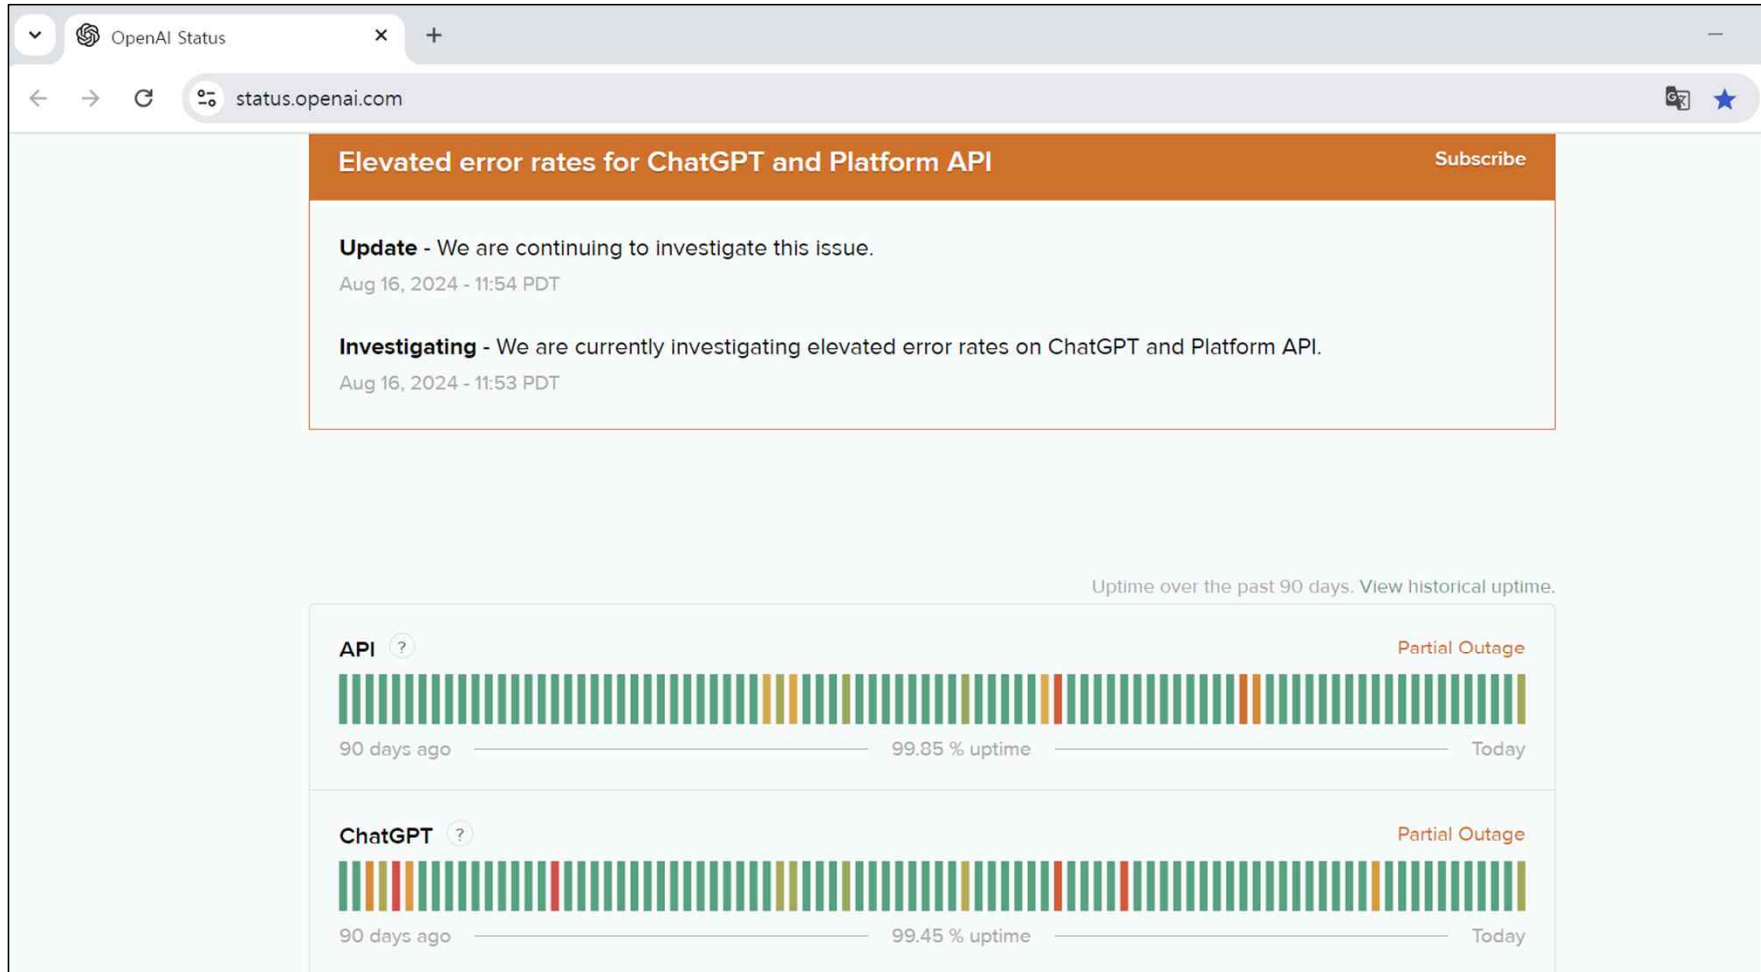 OpenAI Status
status.openai.com
Elevated error rates for ChatGPT and Platform API
Subscribe
Update - We are continuing to investigate this issue.
Aug 16, 2024 - 11:54 PDT
Investigating - We are currently investigating elevated error rates on ChatGPT and Platform API.
Aug 16, 2024 - 11:53 PDT
Uptime over the past 90 days. View historical uptime.
API ?
Partial Outage
90 days ago
99.85 % uptime
Today
ChatGPT ?
Partial Outage
90 days ago
99.45 % uptime
Today